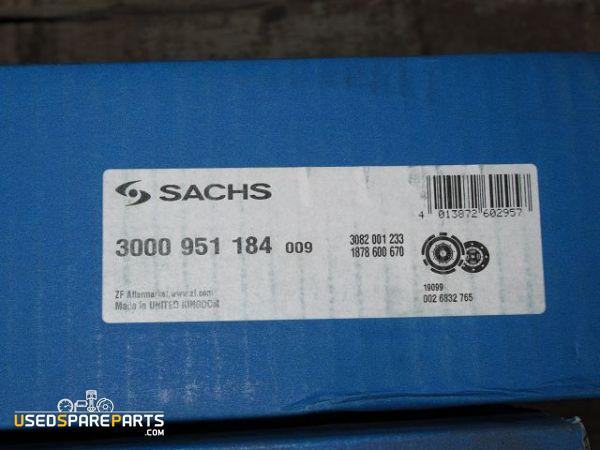 SACHS
3000 951 184 009
3082 001 233
1878 600 670
4 013872 602957
19099
002 6832 765
ZF Aftermarket, www.zf.com
Made in UNITED KINGDOM
USEDSPAREPARTS
.COM